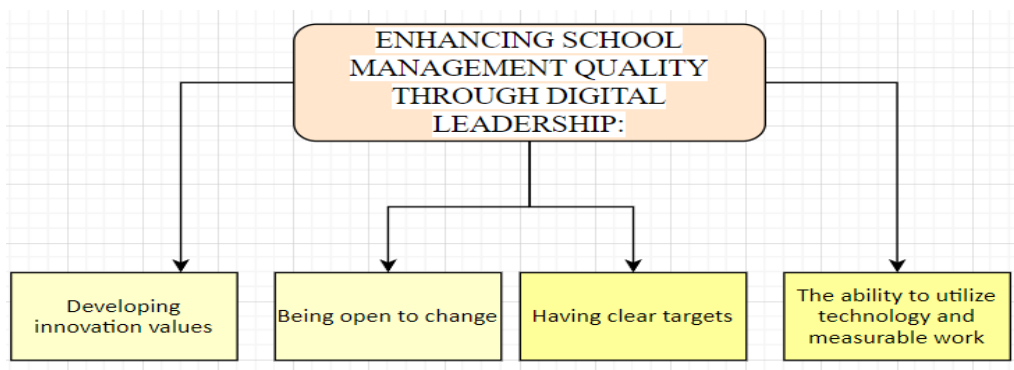 ENHANCING SCHOOL
MANAGEMENT QUALITY
THROUGH DIGITAL
LEADERSHIP:
Developing
innovation values
Being open to change
Having clear targets
The ability to utilize
technology and
measurable work